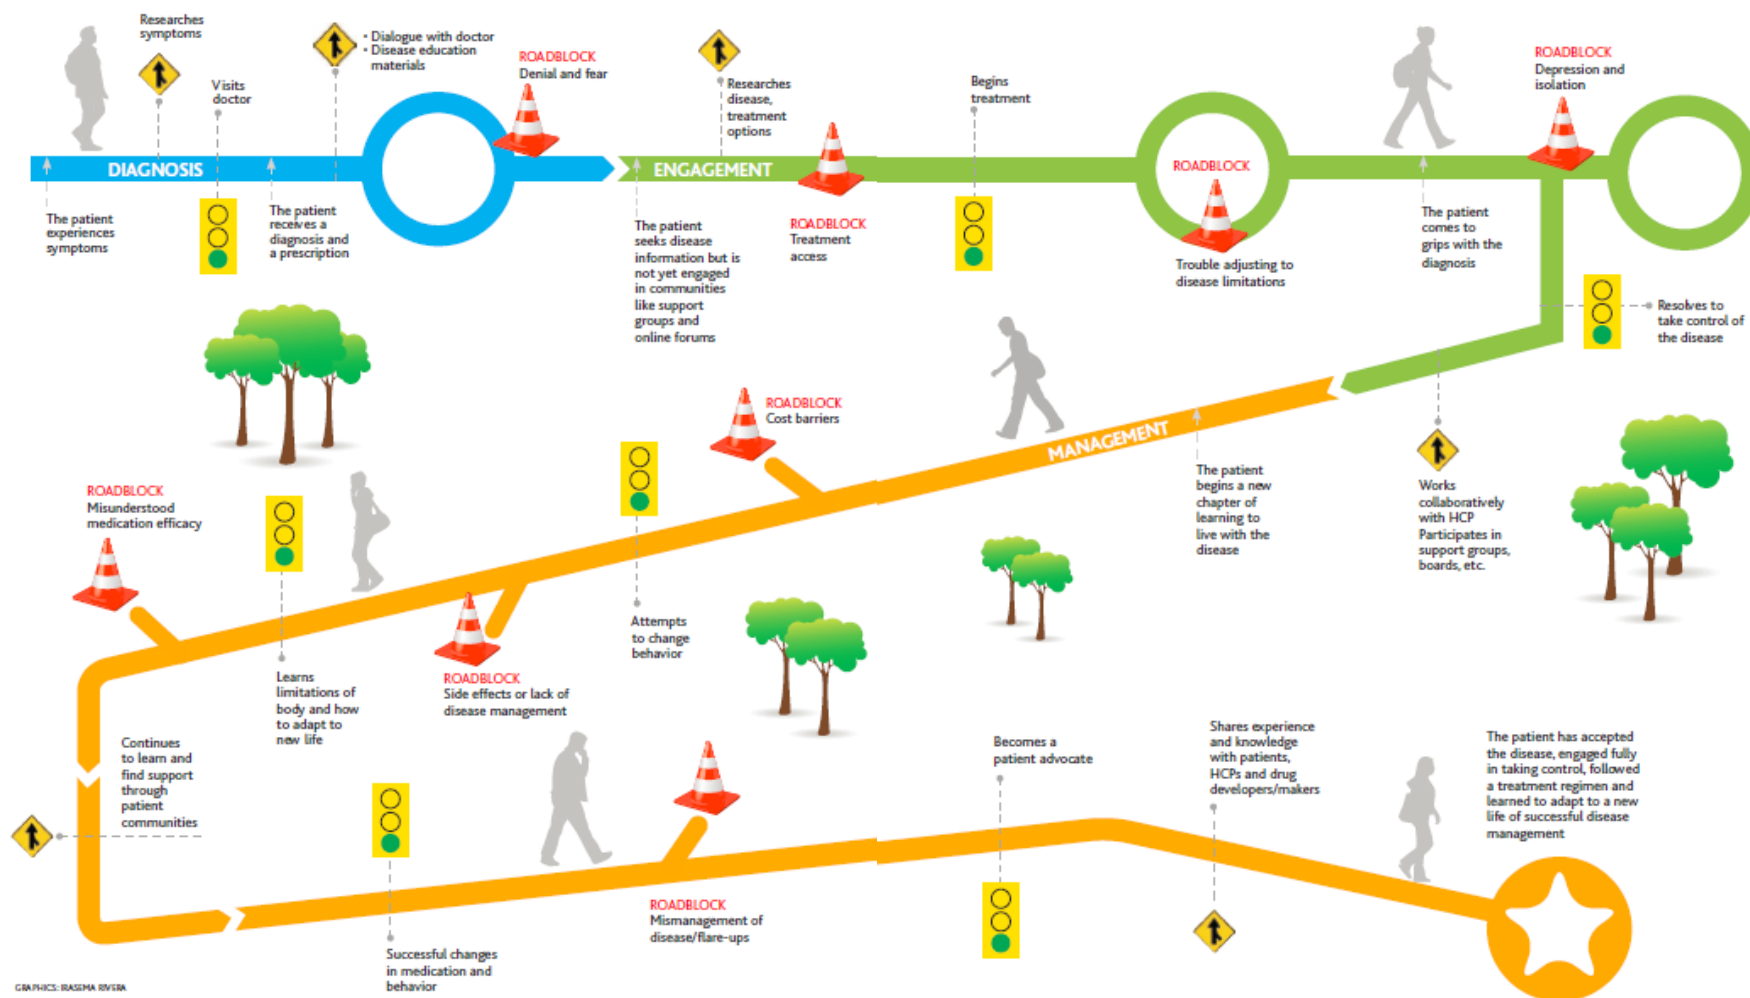 Researches
symptoms
Visits
doctor
• Dialogue with doctor
• Disease education
materials
ROADBLOCK
Denial and fear
Researches
disease,
treatment
options
Begins
treatment
ROADBLOCK
Depression and
isolation
DIAGNOSIS
ENGAGEMENT
ROADBLOCK
The patient
experiences
symptoms
The patient
receives a
diagnosis and
a prescription
The patient
seeks disease
information but is
not yet engaged
in communities
like support
groups and
online forums
ROADBLOCK
Treatment
access
Trouble adjusting to
disease limitations
The patient
comes to
grips with the
diagnosis
Resolves to
take control of
the disease
ROADBLOCK
Cost barriers
MANAGEMENT
The patient
begins a new
chapter of
learning to
live with the
disease
Works
collaboratively
with HCP
Participates in
support groups,
boards, etc.
ROADBLOCK
Misunderstood
medication efficacy
Attempts
to change
behavior
Learns
limitations of
body and how
to adapt to
new life
ROADBLOCK
Side effects or lack of
disease management
Continues
to learn and
find support
through
patient
communities
Becomes a
patient advocate
Shares experience
and knowledge
with patients,
HCPs and drug
developers/makers
The patient has accepted
the disease, engaged fully
in taking control, followed
a treatment regimen and
learned to adapt to a new
life of successful disease
management
ROADBLOCK
Mismanagement of
disease/flare-ups
Successful changes
in medication and
behavior
GRAPHICS: IRASEMA RIVERA